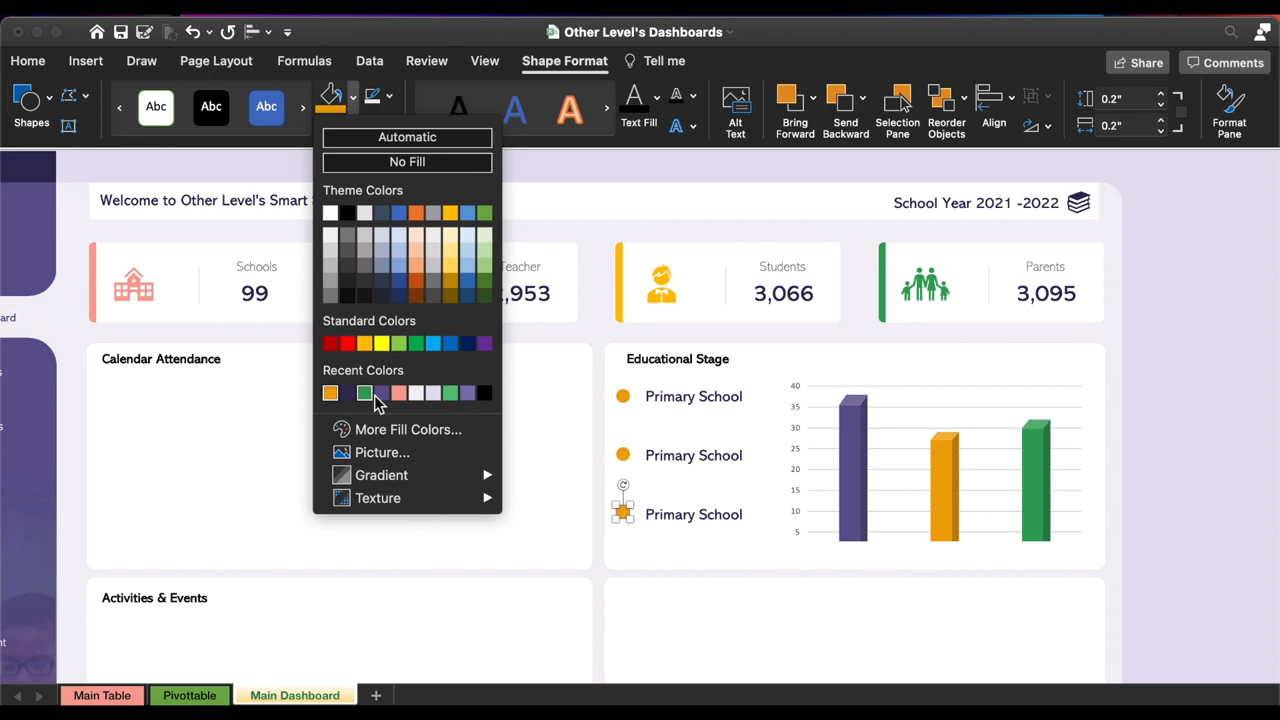 Other Level's Dashboards
Home Insert Draw Page Layout Formulas Data Review View Shape Format Tell me Share Comments
Shapes
Abc Abc Abc
A A A
A
A
Text Fill
Alt Text
Bring Forward
Send Backward
Selection Pane
Reorder Objects
Align
0.2"
0.2"
Format Pane
Automatic
No Fill
Theme Colors
Standard Colors
Recent Colors
More Fill Colors...
Picture...
Gradient
Texture
Welcome to Other Level's Smart
School Year 2021 -2022
Schools
99
Teacher
,953
Students
3,066
Parents
3,095
ard
Calendar Attendance
Educational Stage
Primary School
Primary School
Primary School
40
35
30
25
20
15
10
5
Activities & Events
nt
Main Table Pivottable Main Dashboard